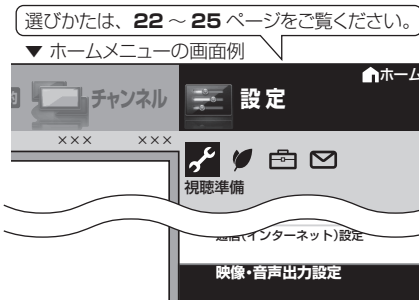 選びかたは、22～25ページをご覧ください。
▼ ホームメニューの画面例
ホーム
チャンネル
設定
×××　×××
視聴準備
通信(インターネット)設定
映像・音声出力設定